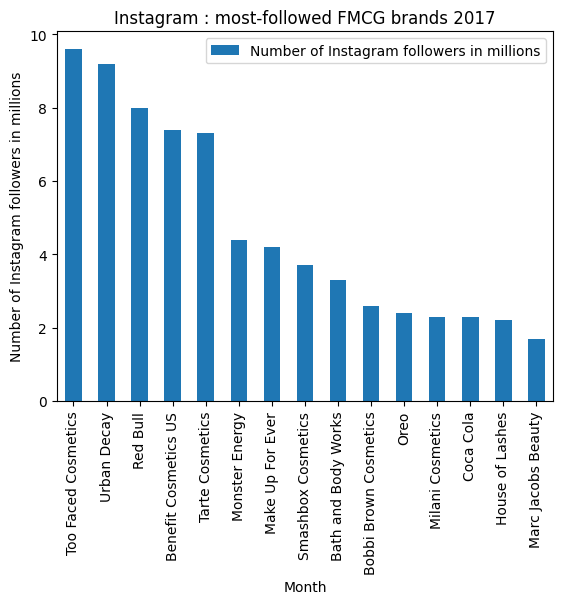 Instagram : most-followed FMCG brands 2017
Number of Instagram followers in millions
Number of Instagram followers in millions
10
8
6
4
2
0
Too Faced Cosmetics
Urban Decay
Red Bull
Benefit Cosmetics US
Tarte Cosmetics
Monster Energy
Make Up For Ever
Smashbox Cosmetics
Bath and Body Works
Bobbi Brown Cosmetics
Oreo
Milani Cosmetics
Coca Cola
House of Lashes
Marc Jacobs Beauty
Month